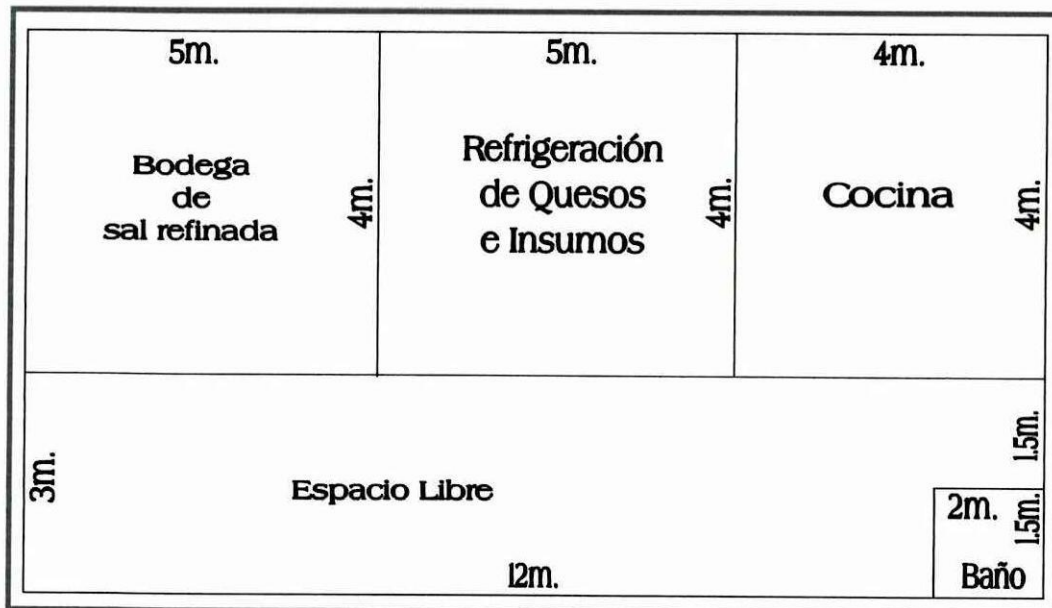 5m.
5m.
4m.
Bodega
de
sal refinada
4m.
Refrigeración
de Quesos
e Insumos
4m.
Cocina
4m.
3m.
Espacio Libre
12m.
1.5m.
2m.
1.5m.
Baño